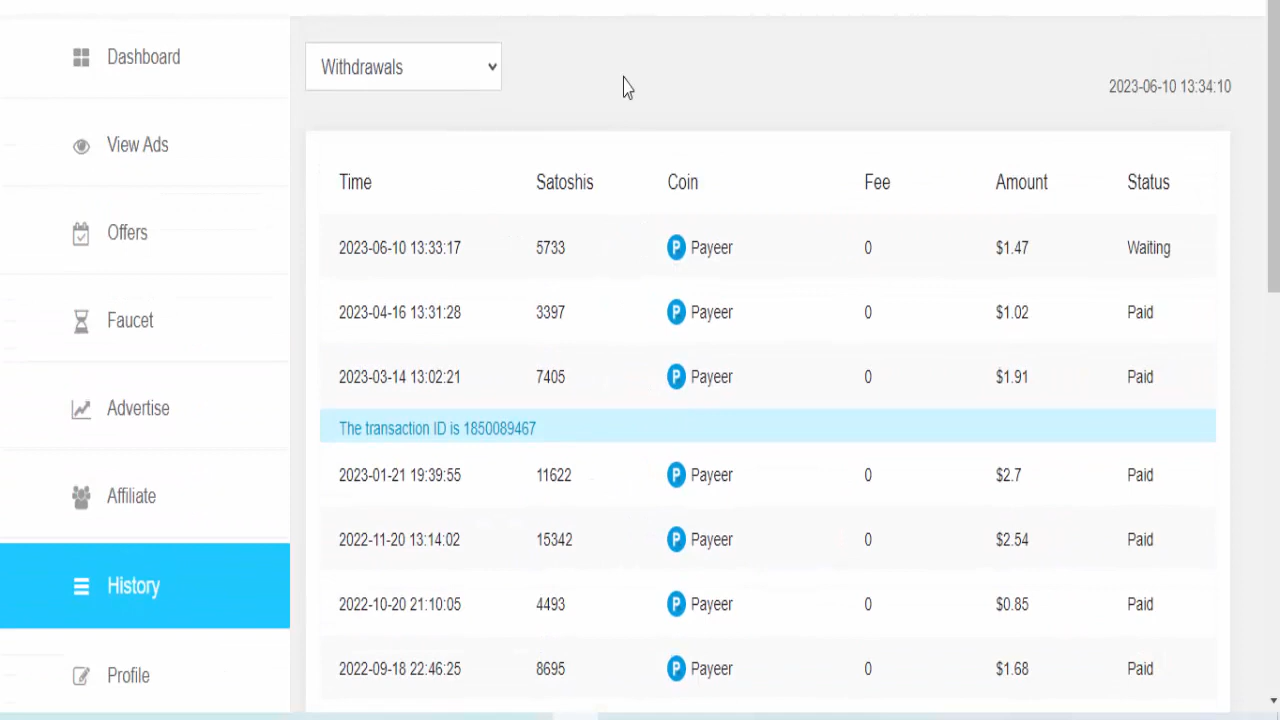 Dashboard
View Ads
Offers
Faucet
Advertise
Affiliate
History
Profile
Withdrawals
2023-06-10 13:34:10
Time Satoshis Coin Fee Amount Status
2023-06-10 13:33:17 5733 P Payeer 0 $1.47 Waiting
2023-04-16 13:31:28 3397 P Payeer 0 $1.02 Paid
2023-03-14 13:02:21 7405 P Payeer 0 $1.91 Paid
The transaction ID is 1850089467
2023-01-21 19:39:55 11622 P Payeer 0 $2.7 Paid
2022-11-20 13:14:02 15342 P Payeer 0 $2.54 Paid
2022-10-20 21:10:05 4493 P Payeer 0 $0.85 Paid
2022-09-18 22:46:25 8695 P Payeer 0 $1.68 Paid